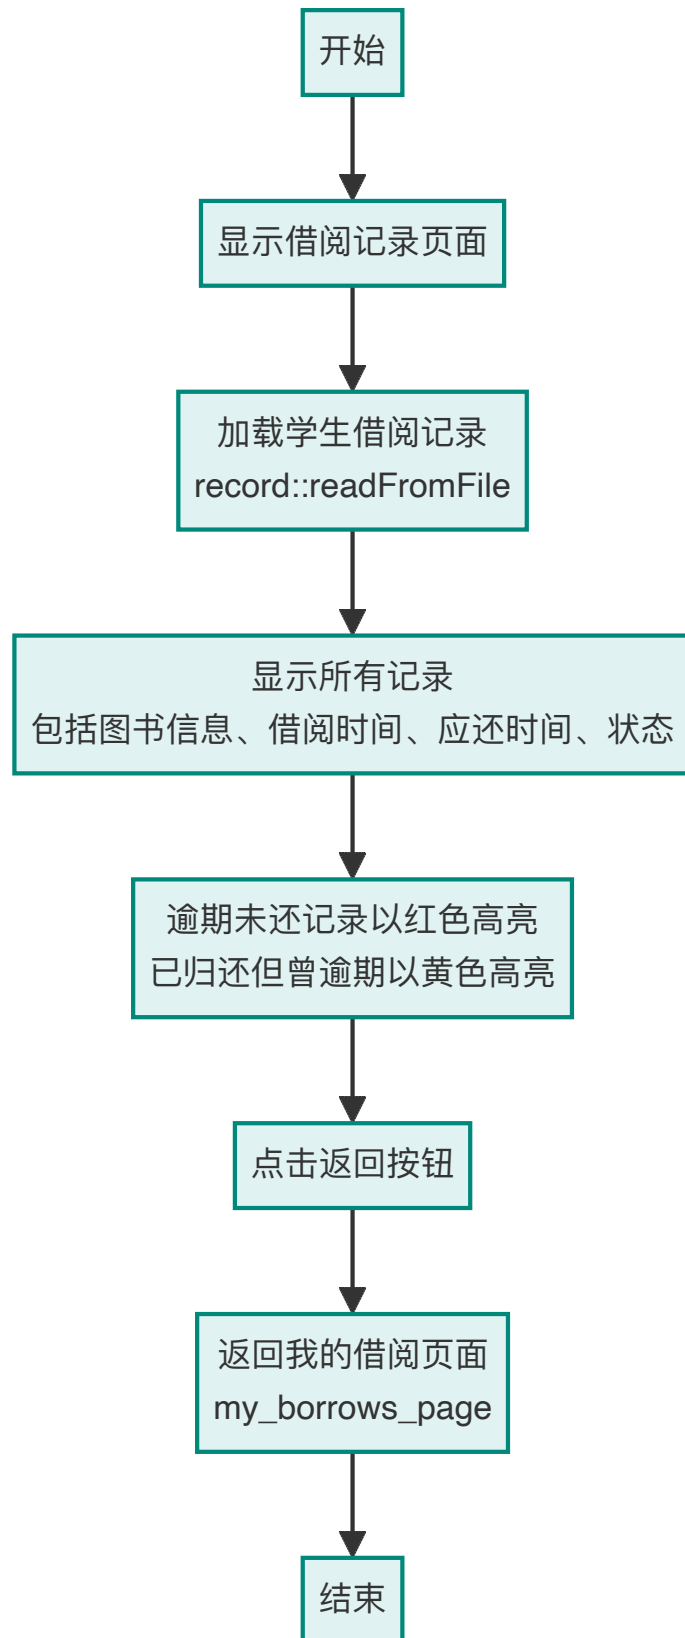 开始
显示借阅记录页面
加载学生借阅记录
record::readFromFile
显示所有记录
包括图书信息、借阅时间、应还时间、状态
逾期未还记录以红色高亮
已归还但曾逾期以黄色高亮
点击返回按钮
返回我的借阅页面
my_borrows_page
结束